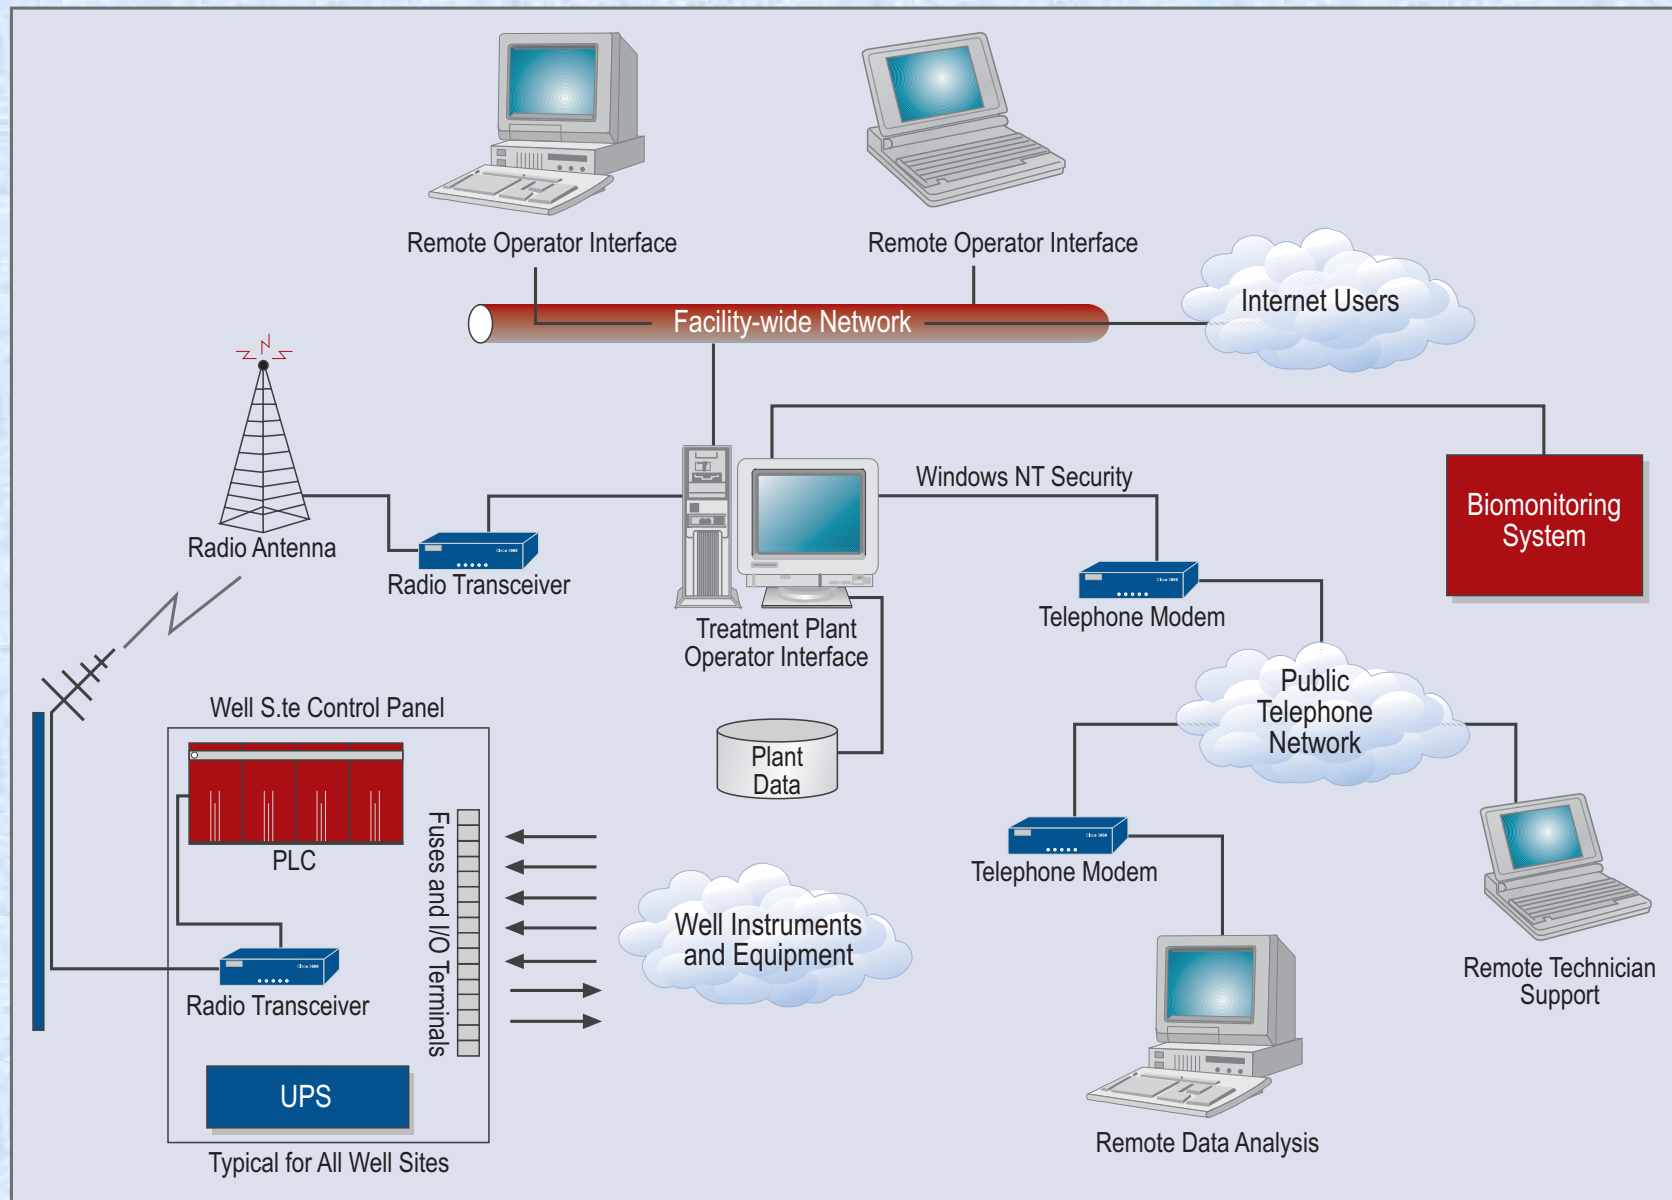 Remote Operator Interface
Remote Operator Interface
Internet Users
Facility-wide Network
Windows NT Security
Biomonitoring
System
Radio Antenna
Radio Transceiver
Telephone Modem
Treatment Plant
Operator Interface
Public
Telephone
Network
Well S.te Control Panel
Plant
Data
PLC
Fuses and I/O Terminals
Telephone Modem
Well Instruments
and Equipment
Remote Technician
Support
Radio Transceiver
UPS
Remote Data Analysis
Typical for All Well Sites